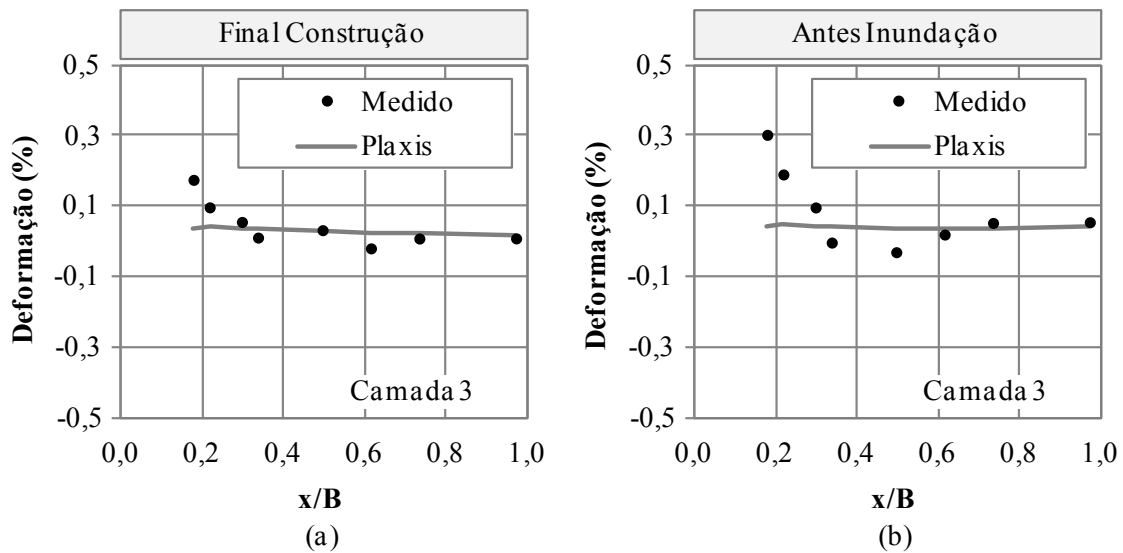 Final Construção
0,5
0,3
0,1
-0,1
-0,3
-0,5
Deformação (%)
Medido
Plaxis
Camada 3
0,0 0,2 0,4 0,6 0,8 1,0
x/B
(a)
Antes Inundação
0,5
0,3
0,1
-0,1
-0,3
-0,5
Deformação (%)
Medido
Plaxis
Camada 3
0,0 0,2 0,4 0,6 0,8 1,0
x/B
(b)